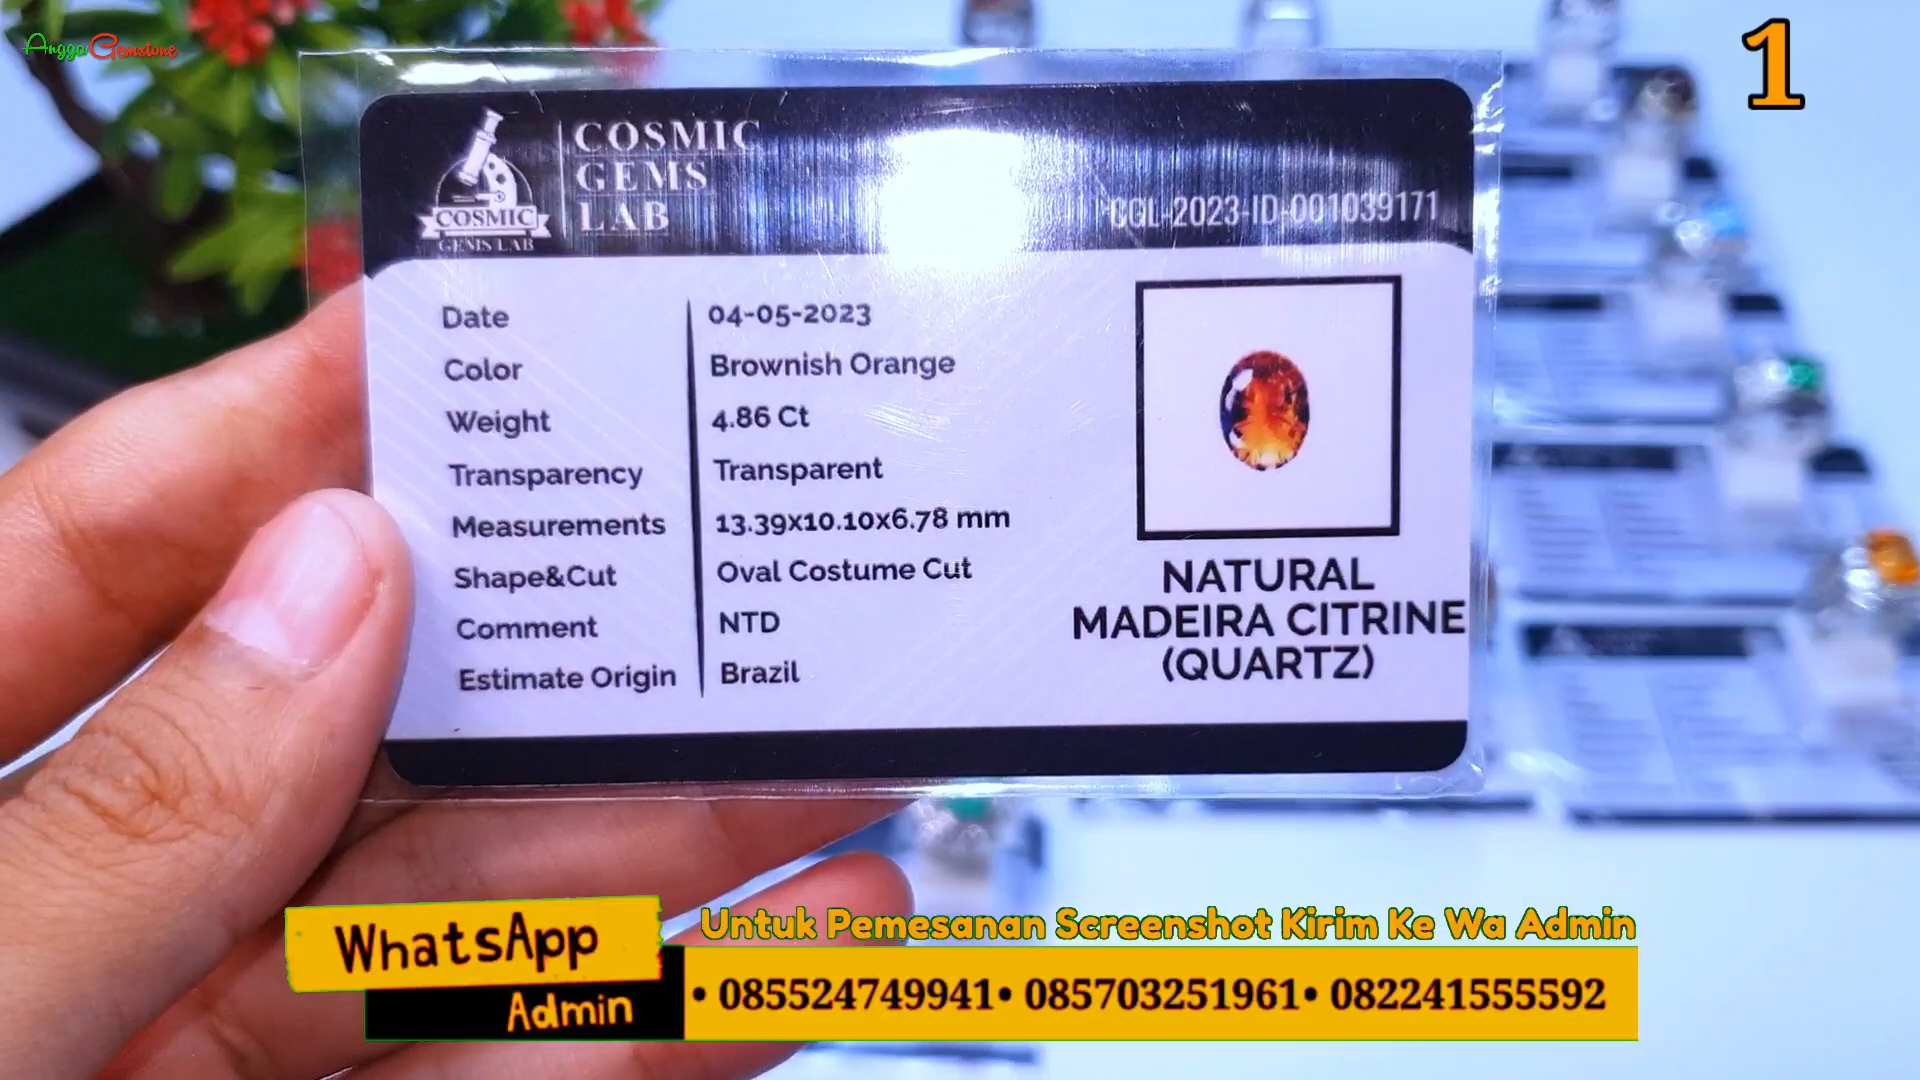 Angga Gemstone
1
COSMIC
GEMS
LAB
COSMIC
GEMS LAB
CGL-2023-ID-001039171
Date 04-05-2023
Color Brownish Orange
Weight 4.86 Ct
Transparency Transparent
Measurements 13.39x10.10x6.78 mm
Shape&Cut Oval Costume Cut
Comment NTD
Estimate Origin Brazil
NATURAL
MADEIRA CITRINE
(QUARTZ)
WhatsApp
Admin
Untuk Pemesanan Screenshot Kirim Ke Wa Admin
• 085524749941• 085703251961• 082241555592